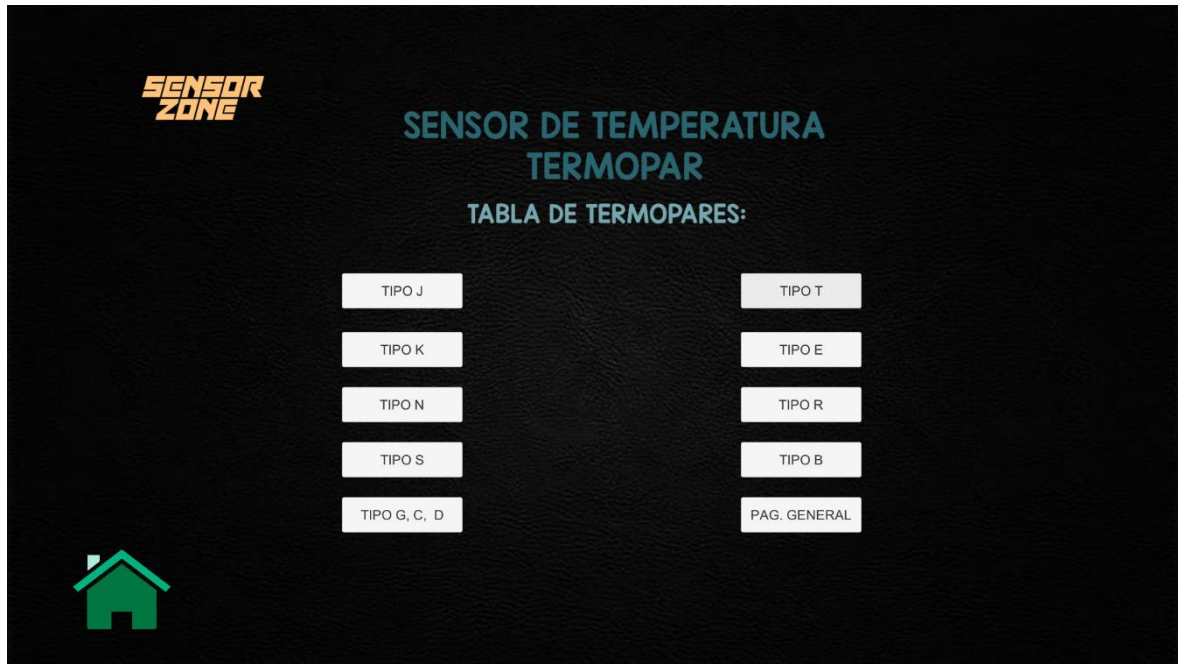 SENSOR
ZONE
SENSOR DE TEMPERATURA
TERMOPAR
TABLA DE TERMOPARES:
TIPO J
TIPO T
TIPO K
TIPO E
TIPO N
TIPO R
TIPO S
TIPO B
TIPO G, C, D
PAG. GENERAL